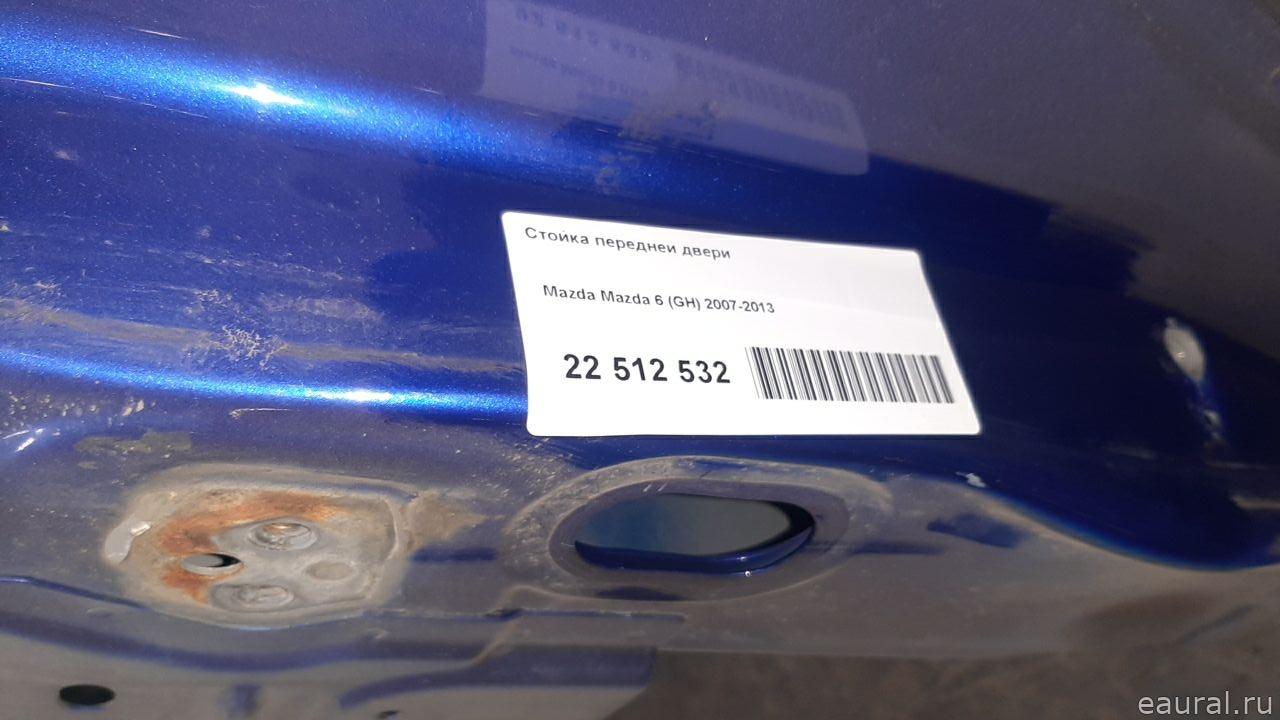 Стойка передней двери
Mazda Mazda 6 (GH) 2007-2013
22 512 532
eaural.ru